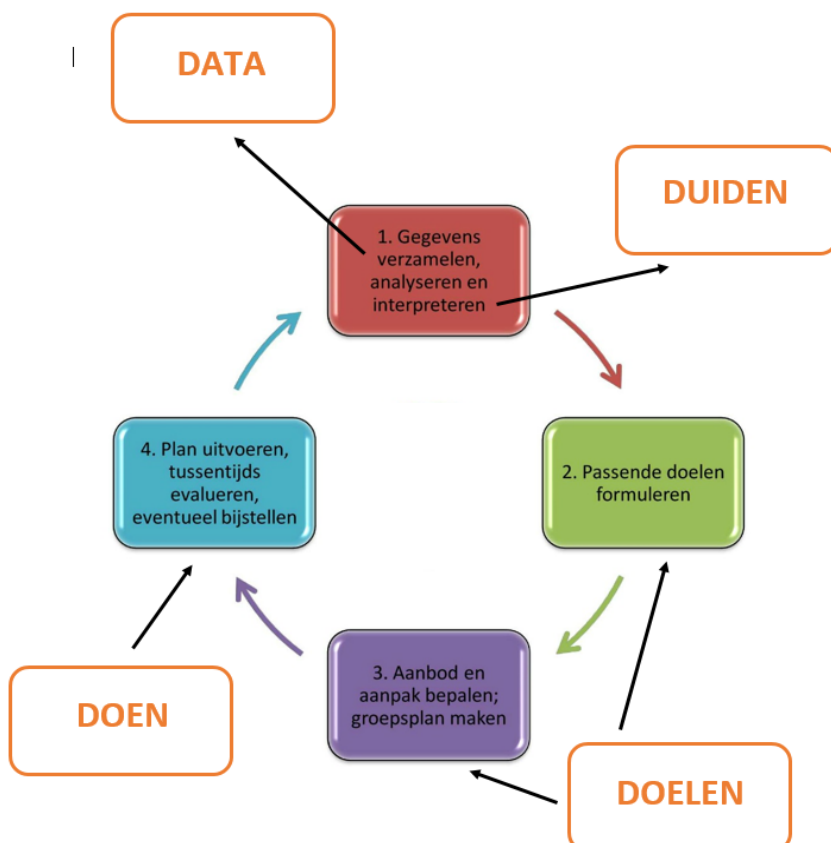 DATA
DUIDEN
1. Gegevens
verzamelen,
analyseren en
interpreteren
4. Plan uitvoeren,
tussentijds
evalueren,
eventueel bijstellen
2. Passende doelen
formuleren
3. Aanbod en
aanpak bepalen;
groepsplan maken
DOEN
DOELEN